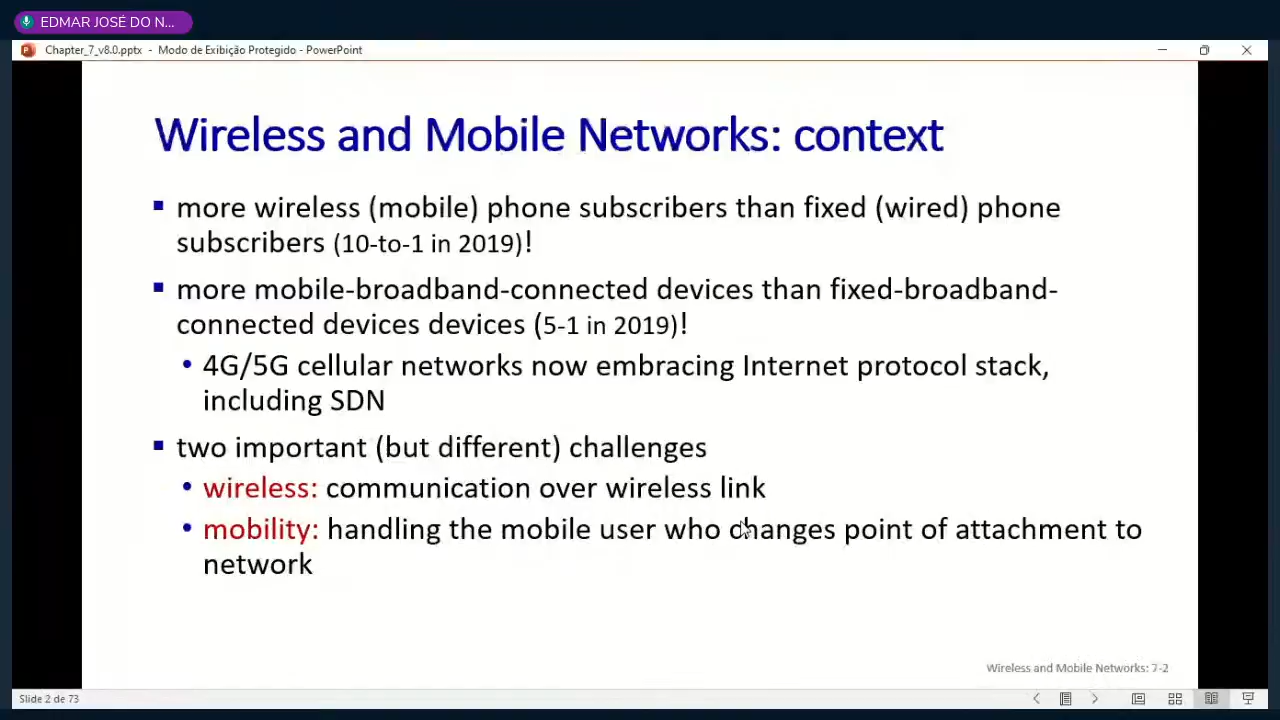 EDMAR JOSÉ DO N...
Chapter_7_v8.0.pptx - Modo de Exibição Protegido - PowerPoint
Wireless and Mobile Networks: context
more wireless (mobile) phone subscribers than fixed (wired) phone
subscribers (10-to-1 in 2019)!
more mobile-broadband-connected devices than fixed-broadband-
connected devices devices (5-1 in 2019)!
4G/5G cellular networks now embracing Internet protocol stack,
including SDN
two important (but different) challenges
wireless: communication over wireless link
mobility: handling the mobile user who changes point of attachment to
network
Wireless and Mobile Networks: 7-2
Slide 2 de 73